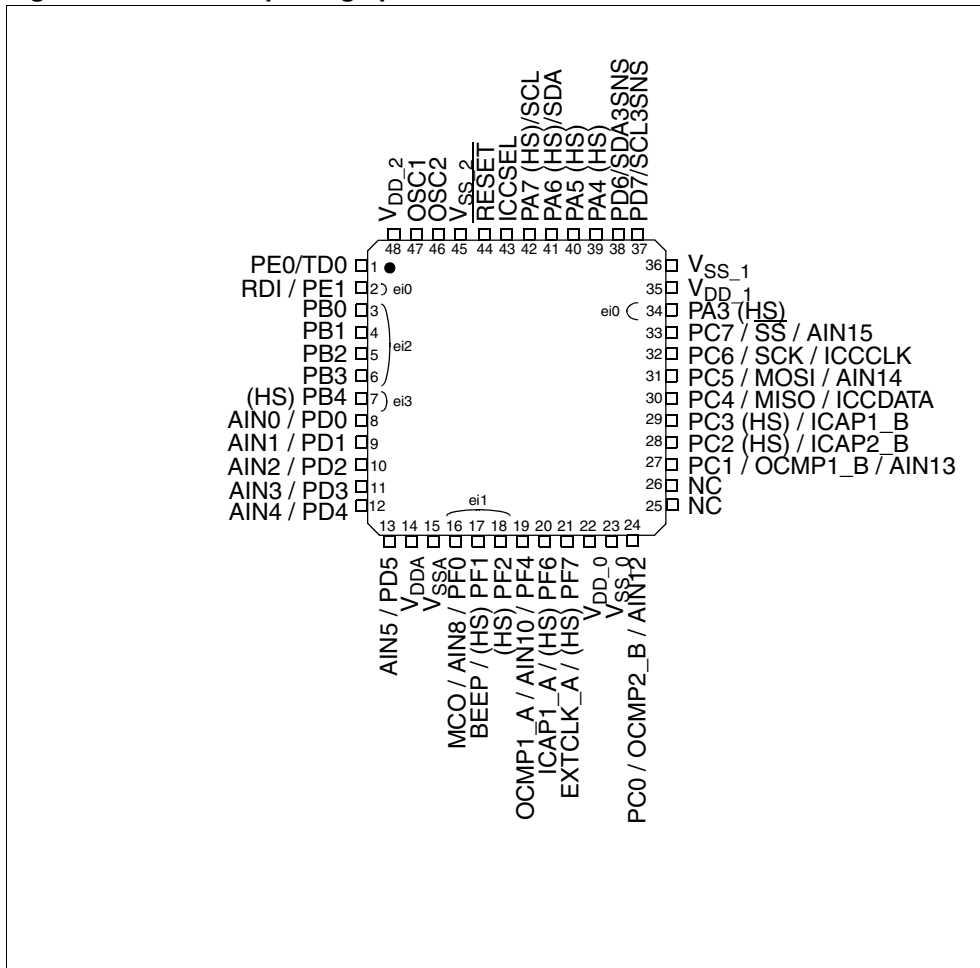 PA7 (HS)/SCL
PA6 (HS)/SDA
PA5 (HS)
PA4 (HS)
PD6/SDA3SNS
PD7/SCL3SNS
VDD_2
OSC1
OSC2
VSS_2
RESET
ICCSEL
48 47 46 45 44 43 42 41 40 39 38 37
PE0/TD0 1
RDI / PE1 2 ei0
PB0 3
PB1 4
PB2 5
ei2
PB3 6
(HS) PB4 7 ei3
AIN0 / PD0 8
AIN1 / PD1 9
AIN2 / PD2 10
AIN3 / PD3 11
AIN4 / PD4 12
36 VSS_1
35 VDD_1
ei0 34 PA3 (HS)
33 PC7 / SS / AIN15
32 PC6 / SCK / ICCCLK
31 PC5 / MOSI / AIN14
30 PC4 / MISO / ICCDATA
29 PC3 (HS) / ICAP1_B
28 PC2 (HS) / ICAP2_B
27 PC1 / OCMP1_B / AIN13
26 NC
25 NC
ei1
13 14 15 16 17 18 19 20 21 22 23 24
AIN5 / PD5
VDDA
VSSA
MCO / AIN8 / PF0
BEEP / (HS) PF1
(HS) PF2
OCMP1_A / AIN10 / PF4
ICAP1_A / (HS) PF6
EXTCLK_A / (HS) PF7
VDD_0
VSS_0
PC0 / OCMP2_B / AIN12